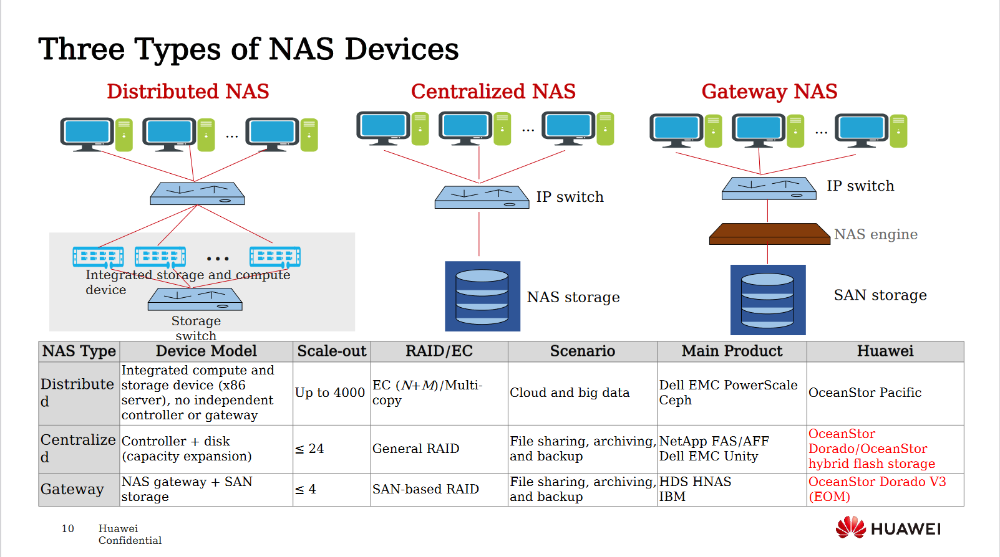 Three Types of NAS Devices
Distributed NAS
Centralized NAS
Gateway NAS
...
...
...
IP switch
IP switch
NAS engine
...
Integrated storage and compute
device
Storage
switch
NAS storage
SAN storage
NAS Type Device Model Scale-out RAID/EC Scenario Main Product Huawei
Distribute
d
Integrated compute and
storage device (x86
server), no independent
controller or gateway
Up to 4000
EC (N+M)/Multi-
copy
Cloud and big data
Dell EMC PowerScale
Ceph
OceanStor Pacific
Centralize
d
Controller + disk
(capacity expansion)
≤ 24
General RAID
File sharing, archiving,
and backup
NetApp FAS/AFF
Dell EMC Unity
OceanStor
Dorado/OceanStor
hybrid flash storage
Gateway
NAS gateway + SAN
storage
≤ 4
SAN-based RAID
File sharing, archiving,
and backup
HDS HNAS
IBM
OceanStor Dorado V3
(EOM)
10
Huawei
Confidential
HUAWEI